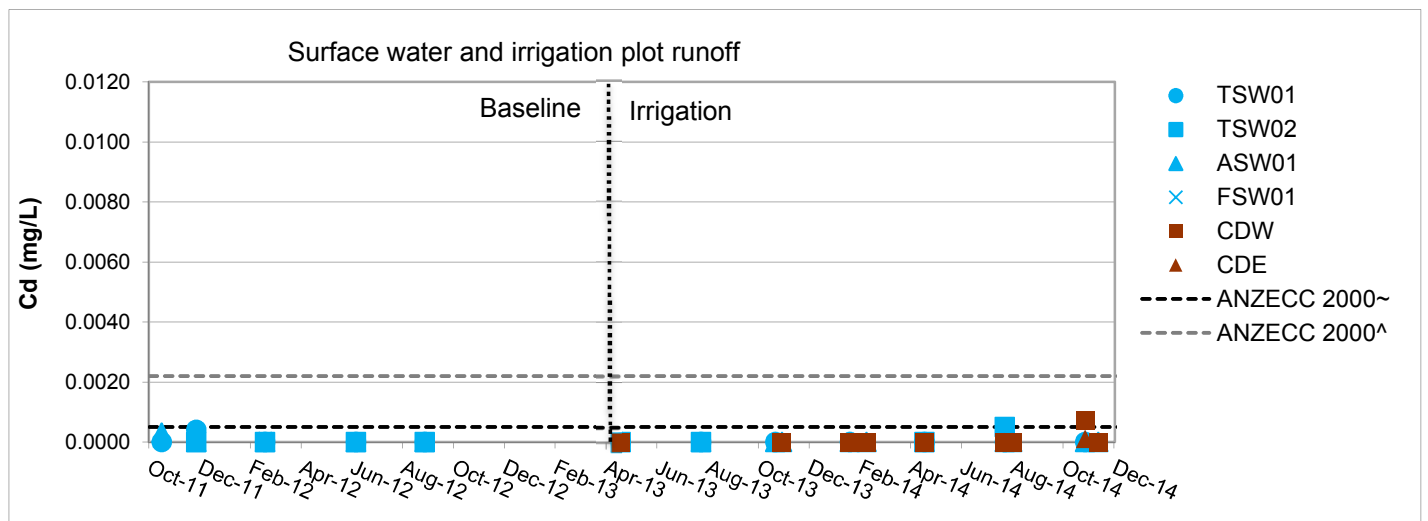 Surface water and irrigation plot runoff
Baseline
Irrigation
Cd (mg/L)
0.0120
0.0100
0.0080
0.0060
0.0040
0.0020
0.0000
Oct-11
Dec-11
Feb-12
Apr-12
Jun-12
Aug-12
Oct-12
Dec-12
Feb-13
Apr-13
Jun-13
Aug-13
Oct-13
Dec-13
Feb-14
Apr-14
Jun-14
Aug-14
Oct-14
Dec-14
TSW01
TSW02
ASW01
FSW01
CDW
CDE
ANZECC 2000~
ANZECC 2000^